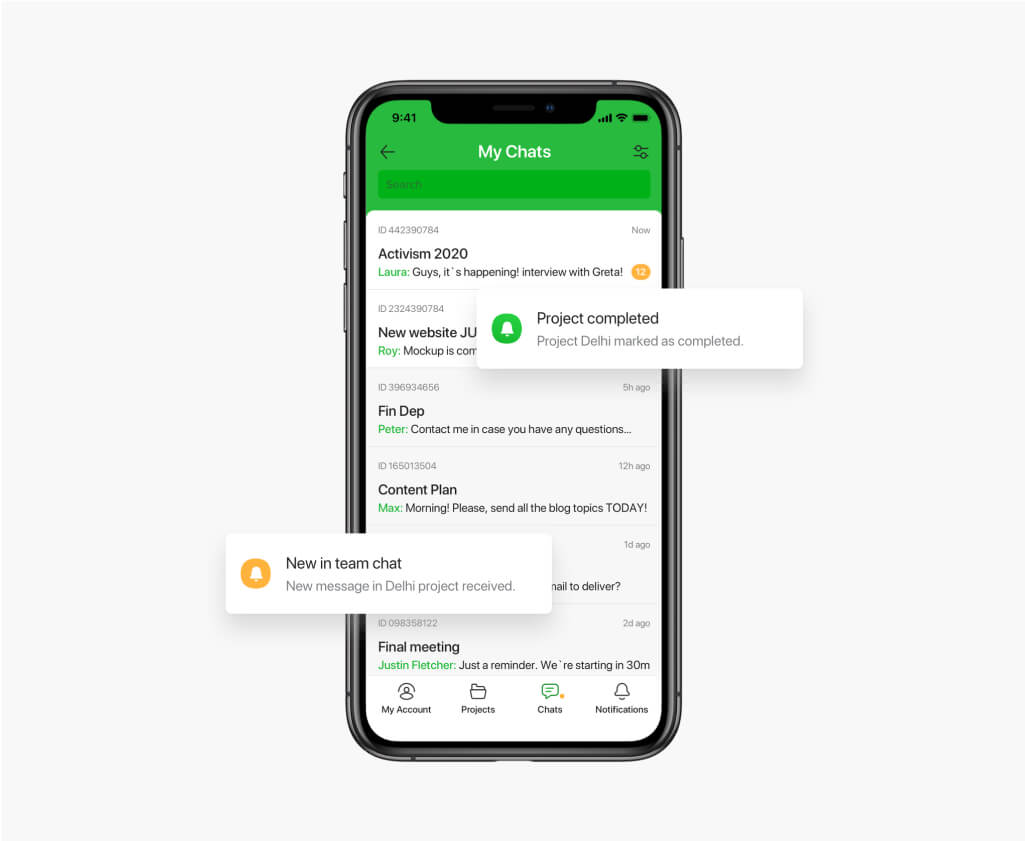 9:41
My Chats
Search
ID 442390784
Now
Activism 2020
Laura: Guys, it`s happening! interview with Greta!
12
ID 2324390784
New website JU
Roy: Mockup is com
Project completed
Project Delhi marked as completed.
ID 396934656
5h ago
Fin Dep
Peter: Contact me in case you have any questions...
ID 165013504
12h ago
Content Plan
Max: Morning! Please, send all the blog topics TODAY!
1d ago
to deliver?
New in team chat
New message in Delhi project received.
ID 098358122
2d ago
Final meeting
Justin Fletcher: Just a reminder. We`re starting in 30m
My Account
Projects
Chats
Notifications